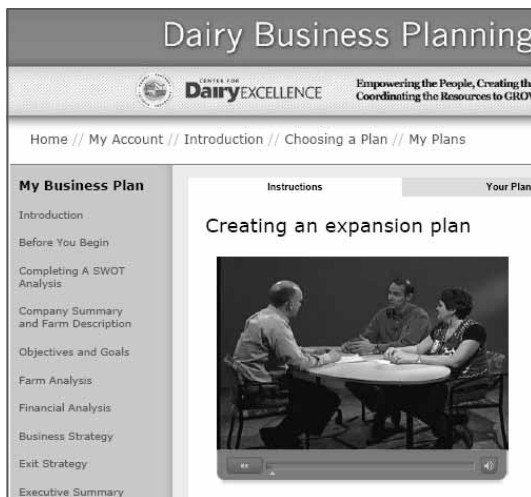 Dairy Business Planning
CENTER FOR
DairyEXCELLENCE
Empowering the People, Creating the
Coordinating the Resources to GROW
Home // My Account // Introduction // Choosing a Plan // My Plans
My Business Plan
Introduction
Before You Begin
Completing A SWOT
Analysis
Company Summary
and Farm Description
Objectives and Goals
Farm Analysis
Financial Analysis
Business Strategy
Exit Strategy
Executive Summary
Instructions
Your Plan
Creating an expansion plan